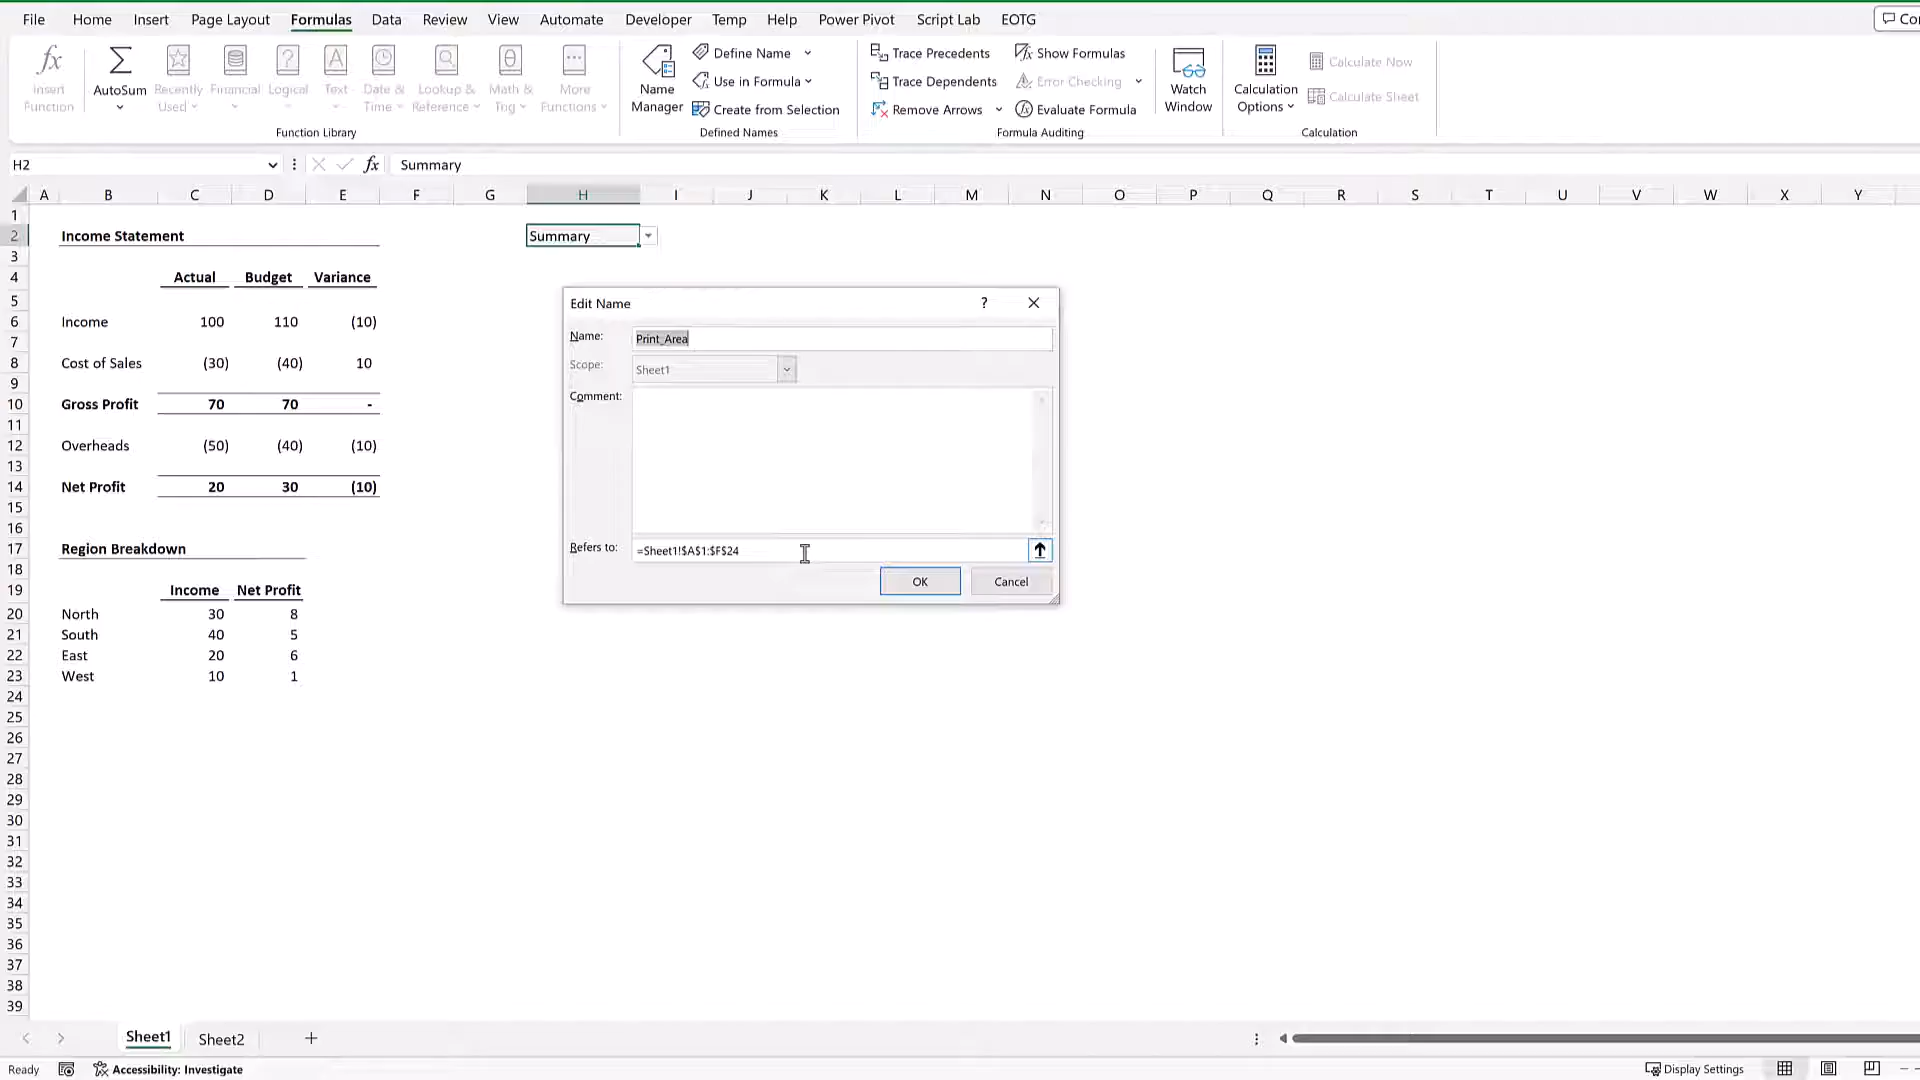 File Home Insert Page Layout Formulas Data Review View Automate Developer Temp Help Power Pivot Script Lab EOTG
fx Insert Function
AutoSum
Recently Used
Financial
Logical
Text
Date & Time
Lookup & Reference
Math & Trig
More Functions
Function Library
Name Manager
Define Name
Use in Formula
Create from Selection
Defined Names
Trace Precedents
Trace Dependents
Remove Arrows
Show Formulas
Error Checking
Evaluate Formula
Formula Auditing
Watch Window
Calculation Options
Calculate Now
Calculate Sheet
Calculation
H2 fx Summary
A B C D E F G H I J K L M N O P Q R S T U V W X Y
1
2 Income Statement Summary
3
4 Actual Budget Variance
5
6 Income 100 110 (10)
7
8 Cost of Sales (30) (40) 10
9
10 Gross Profit 70 70 -
11
12 Overheads (50) (40) (10)
13
14 Net Profit 20 30 (10)
15
16
17 Region Breakdown
18
19 Income Net Profit
20 North 30 8
21 South 40 5
22 East 20 6
23 West 10 1
24
25
26
27
28
29
30
31
32
33
34
35
36
37
38
39
Edit Name ?
Name: Print_Area
Scope: Sheet1
Comment:
Refers to: =Sheet1!$A$1:$F$24
OK Cancel
Sheet1 Sheet2 +
Ready Accessibility: Investigate Display Settings